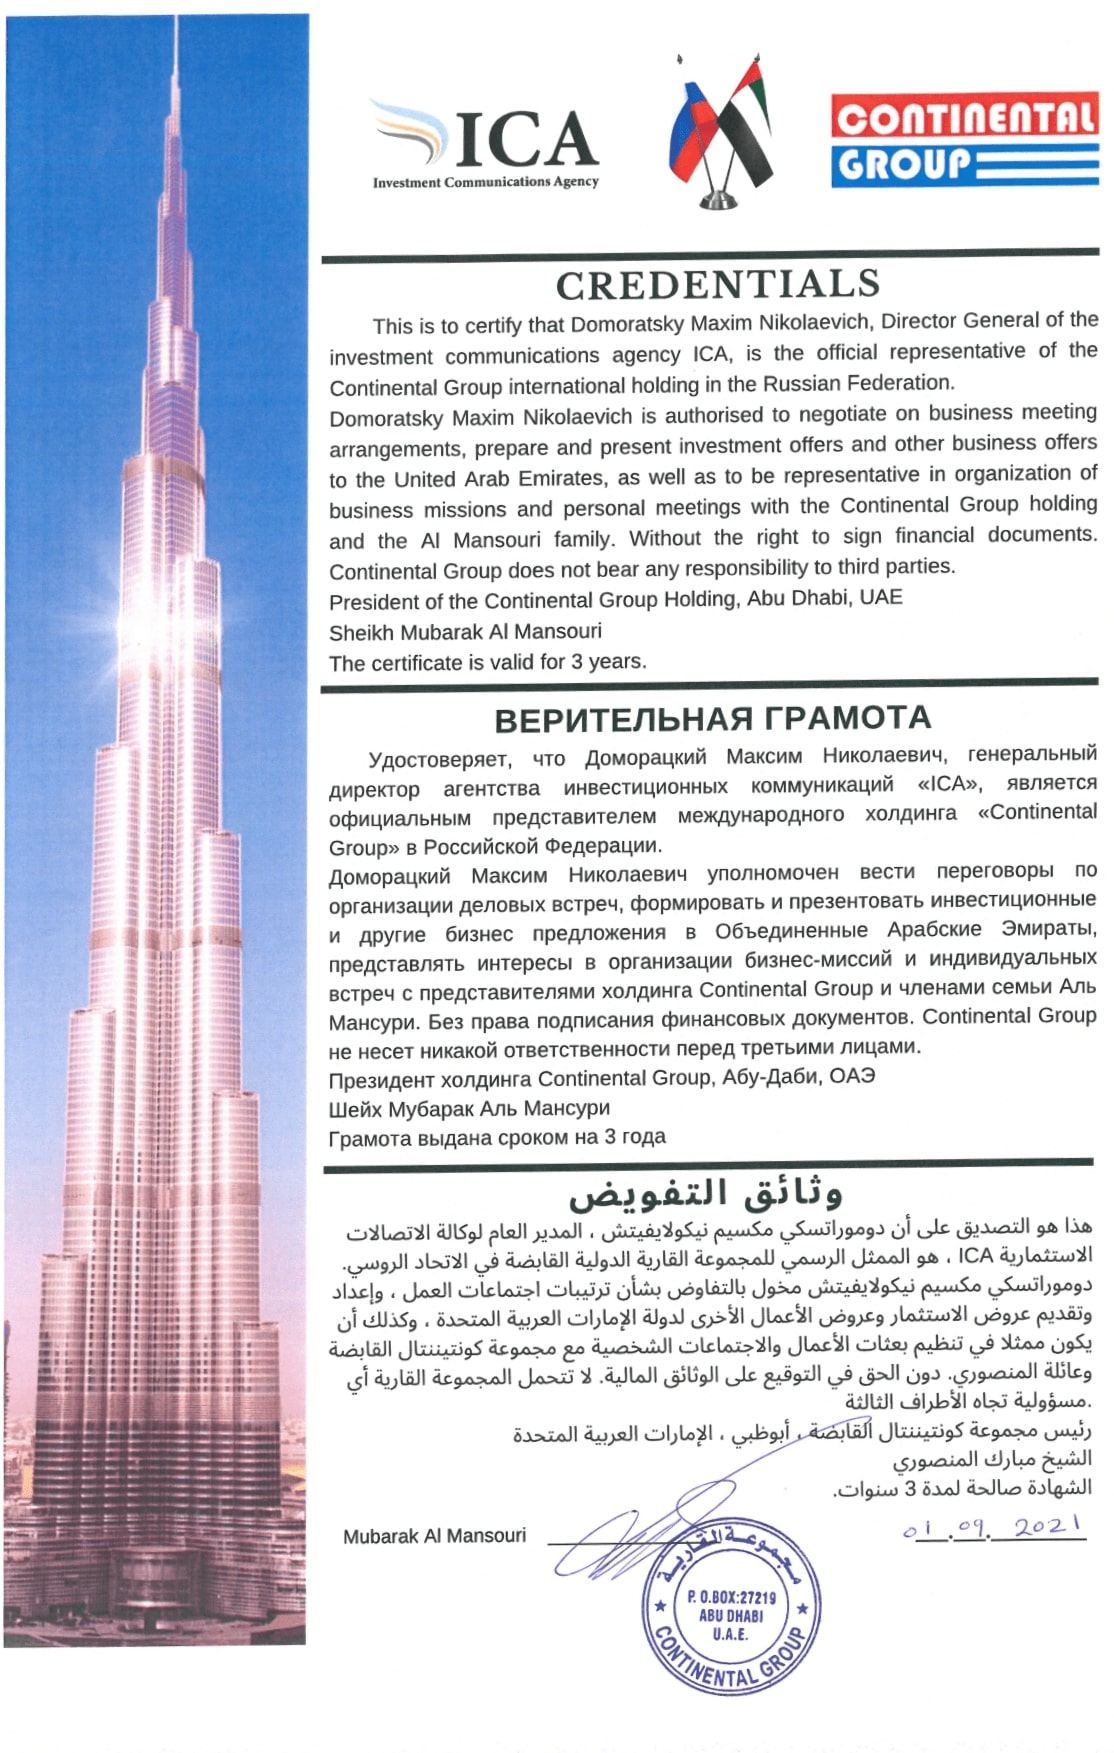 ICA
Investment Communications Agency
CONTINENTAL
GROUP
CREDENTIALS
This is to certify that Domoratsky Maxim Nikolaevich, Director General of the
investment communications agency ICA, is the official representative of the
Continental Group international holding in the Russian Federation.
Domoratsky Maxim Nikolaevich is authorised to negotiate on business meeting
arrangements, prepare and present investment offers and other business offers
to the United Arab Emirates, as well as to be representative in organization of
business missions and personal meetings with the Continental Group holding
and the Al Mansouri family. Without the right to sign financial documents.
Continental Group does not bear any responsibility to third parties.
President of the Continental Group Holding, Abu Dhabi, UAE
Sheikh Mubarak Al Mansouri
The certificate is valid for 3 years.
ВЕРИТЕЛЬНАЯ ГРАМОТА
Удостоверяет, что Доморацкий Максим Николаевич, генеральный
директор агентства инвестиционных коммуникаций «ICA», является
официальным представителем международного холдинга «Continental
Group» в Российской Федерации.
Доморацкий Максим Николаевич уполномочен вести переговоры по
организации деловых встреч, формировать и презентовать инвестиционные
и другие бизнес предложения в Объединенные Арабские Эмираты,
представлять интересы в организации бизнес-миссий и индивидуальных
встреч с представителями холдинга Continental Group и членами семьи Аль
Мансури. Без права подписания финансовых документов. Continental Group
не несет никакой ответственности перед третьими лицами.
Президент холдинга Continental Group, Абу-Даби, ОАЭ
Шейх Мубарак Аль Мансури
Грамота выдана сроком на 3 года
وثائق التفويض
هذا هو التصديق على أن دوموراتسكي مكسيم نيكولايفيتش ، المدير العام لوكالة الاتصالات
الاستثمارية ICA ، هو الممثل الرسمي للمجموعة القارية الدولية القابضة في الاتحاد الروسي.
دوموراتسكي مكسيم نيكولايفيتش مخول بالتفاوض بشأن ترتيبات اجتماعات العمل ، وإعداد
وتقديم عروض الاستثمار وعروض الأعمال الأخرى لدولة الإمارات العربية المتحدة ، وكذلك أن
يكون ممثلا في تنظيم بعثات الأعمال والاجتماعات الشخصية مع مجموعة كونتيننتال القابضة
وعائلة المنصوري. دون الحق في التوقيع على الوثائق المالية. لا تتحمل المجموعة القارية أي
.مسؤولية تجاه الأطراف الثالثة
رئيس مجموعة كونتيننتال القابضة ، أبوظبي ، الإمارات العربية المتحدة
الشيخ مبارك المنصوري
الشهادة صالحة لمدة 3 سنوات.
Mubarak Al Mansouri
01.09.2021
مجموعة القارية
P.O.BOX:27219
ABU DHABI
U.A.E.
CONTINENTAL GROUP